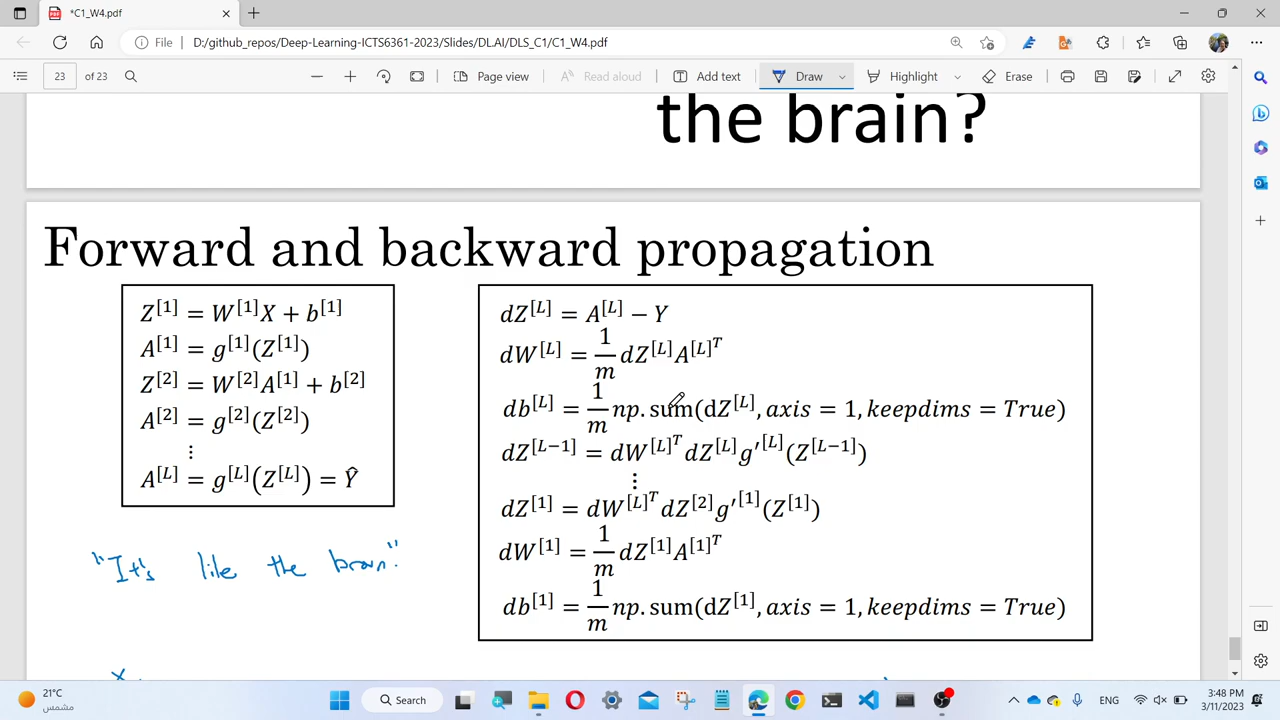 *C1_W4.pdf
File D:/github_repos/Deep-Learning-ICTS6361-2023/Slides/DL.AI/DLS_C1/C1_W4.pdf
23 of 23 Page view Read aloud Add text Draw Highlight Erase
the brain?
Forward and backward propagation
Z^[1] = W^[1]X + b^[1]
A^[1] = g^[1](Z^[1])
Z^[2] = W^[2]A^[1] + b^[2]
A^[2] = g^[2](Z^[2])
⋮
A^[L] = g^[L](Z^[L]) = Ŷ
dZ^[L] = A^[L] − Y
dW^[L] = 1/m dZ^[L]A^[L]^T
db^[L] = 1/m np.sum(dZ^[L], axis = 1, keepdims = True)
dZ^[L−1] = dW^[L]^T dZ^[L]g′^[L](Z^[L−1])
⋮
dZ^[1] = dW^[L]^T dZ^[2]g′^[1](Z^[1])
dW^[1] = 1/m dZ^[1]A^[1]^T
db^[1] = 1/m np.sum(dZ^[1], axis = 1, keepdims = True)
"It's like the brain."
21°C
مشمس
Search
ENG
3:48 PM
3/11/2023